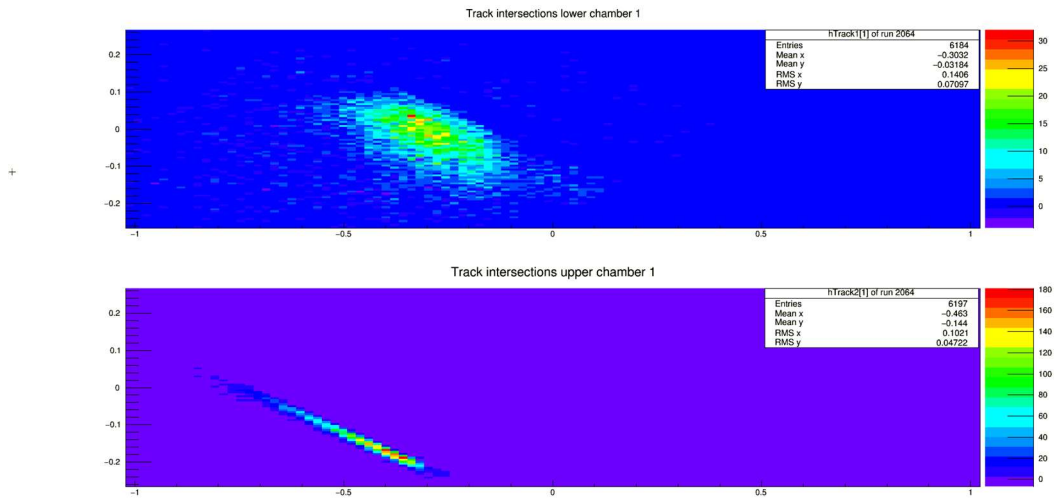 Track intersections lower chamber 1
hTrack1[1] of run 2064
Entries 6184
Mean x −0.3032
Mean y −0.03184
RMS x 0.1406
RMS y 0.07097
0.2
0.1
0
−0.1
−0.2
−1 −0.5 0 0.5 1
30
25
20
15
10
5
0
Track intersections upper chamber 1
hTrack2[1] of run 2064
Entries 6197
Mean x −0.463
Mean y −0.144
RMS x 0.1021
RMS y 0.04722
0.2
0.1
0
−0.1
−0.2
−1 −0.5 0 0.5 1
180
160
140
120
100
80
60
40
20
0